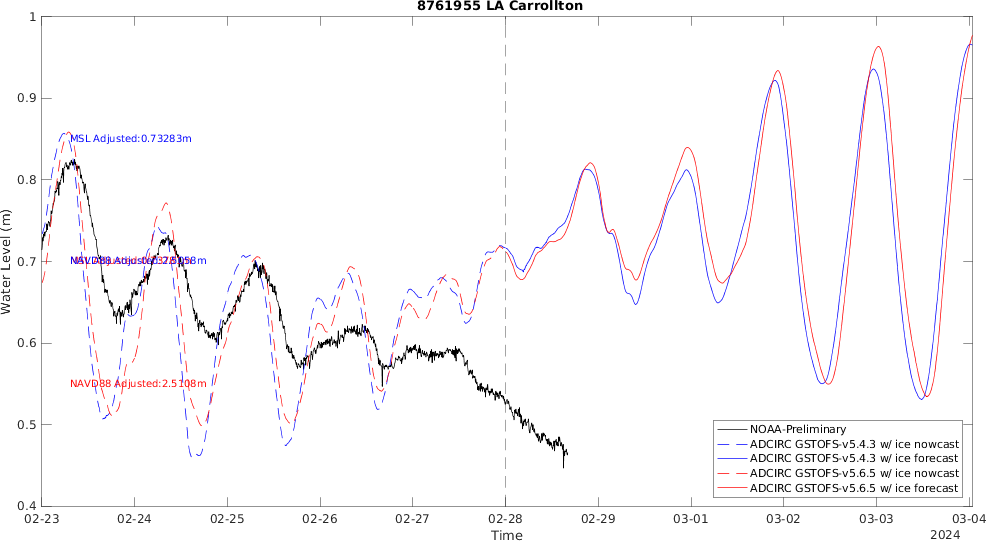 8761955 LA Carrollton
Water Level (m)
1
0.9
0.8
0.7
0.6
0.5
0.4
MSL Adjusted:0.73283m
NAVD88 Adjusted:2.5108m
02-23
02-24
02-25
02-26
02-27
02-28
02-29
03-01
03-02
03-03
03-04
Time
2024
NOAA-Preliminary
ADCIRC GSTOFS-v5.4.3 w/ ice nowcast
ADCIRC GSTOFS-v5.4.3 w/ ice forecast
ADCIRC GSTOFS-v5.6.5 w/ ice nowcast
ADCIRC GSTOFS-v5.6.5 w/ ice forecast